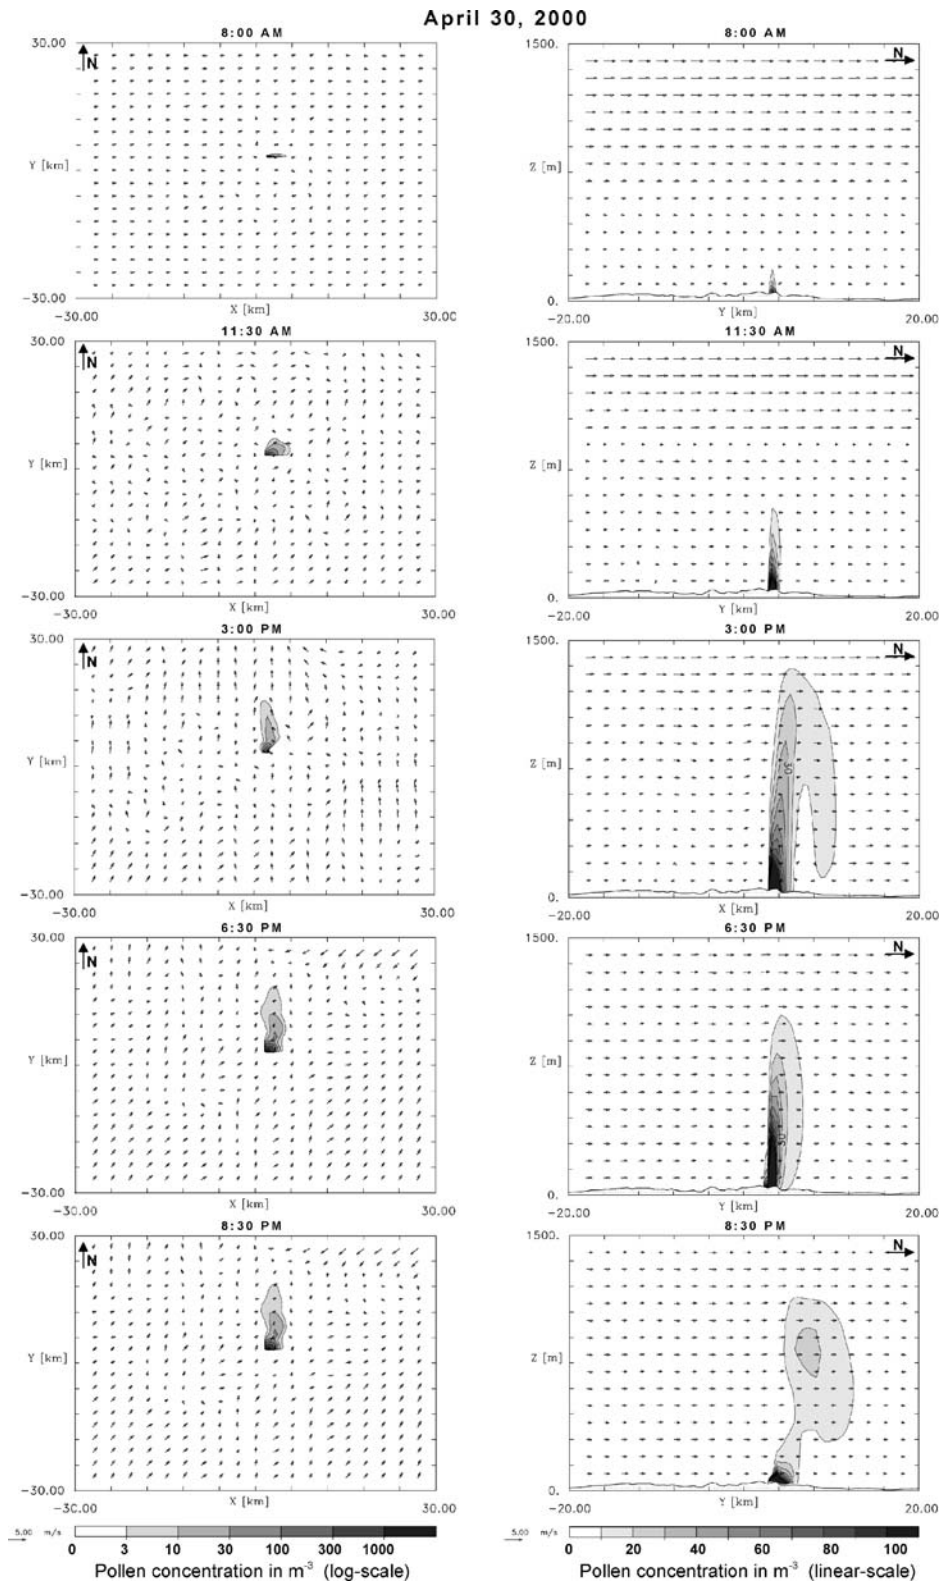 April 30, 2000
8:00 AM
30.00
N
Y [km]
-30.00
X [km]
-30.00
30.00
8:00 AM
1500.
N
Z [m]
0.
Y [km]
-20.00
20.00
11:30 AM
30.00
N
Y [km]
-30.00
X [km]
-30.00
30.00
11:30 AM
1500.
N
Z [m]
0.
Y [km]
-20.00
20.00
3:00 PM
30.00
N
Y [km]
-30.00
X [km]
-30.00
30.00
3:00 PM
1500.
N
Z [m]
30
0.
X [km]
-20.00
20.00
6:30 PM
30.00
N
Y [km]
-30.00
X [km]
-30.00
30.00
6:30 PM
1500.
N
Z [m]
30
0.
Y [km]
-20.00
20.00
8:30 PM
30.00
N
Y [km]
-30.00
X [km]
-30.00
30.00
8:30 PM
1500.
N
Z [m]
0.
Y [km]
-20.00
20.00
5.00 m/s
0 3 10 30 100 300 1000
Pollen concentration in m⁻³ (log-scale)
5.00 m/s
0 20 40 60 80 100
Pollen concentration in m⁻³ (linear-scale)